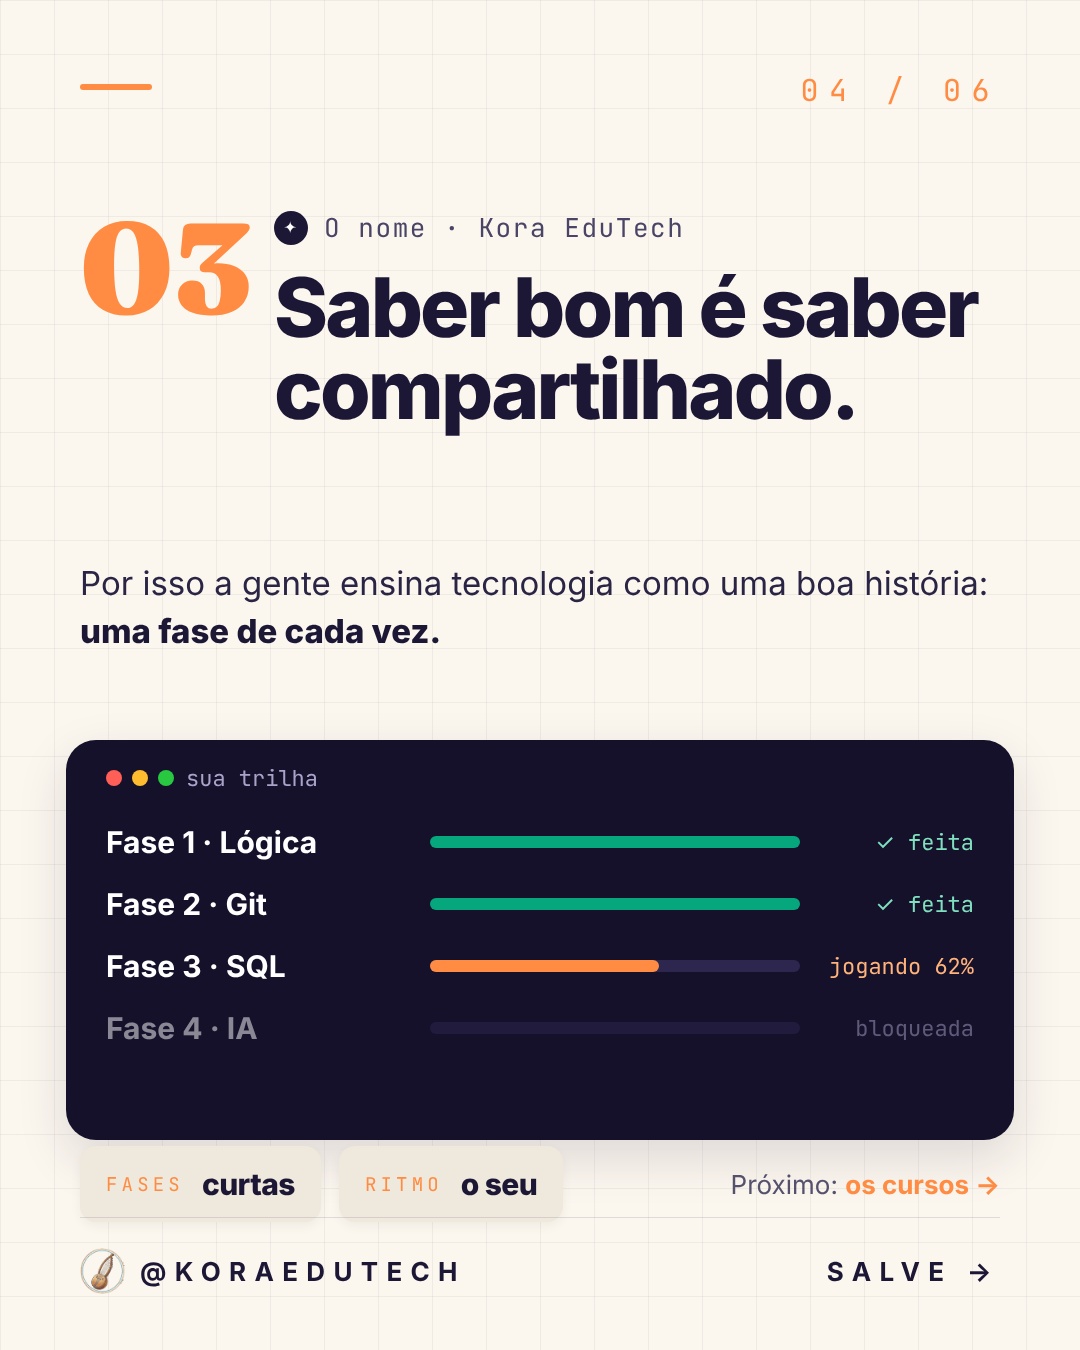 04 / 06
03
O nome · Kora EduTech
Saber bom é saber
compartilhado.
Por isso a gente ensina tecnologia como uma boa história:
uma fase de cada vez.
sua trilha
Fase 1 · Lógica ✓ feita
Fase 2 · Git ✓ feita
Fase 3 · SQL jogando 62%
Fase 4 · IA bloqueada
FASES curtas RITMO o seu Próximo: os cursos →
@KORAEDUTECH SALVE →